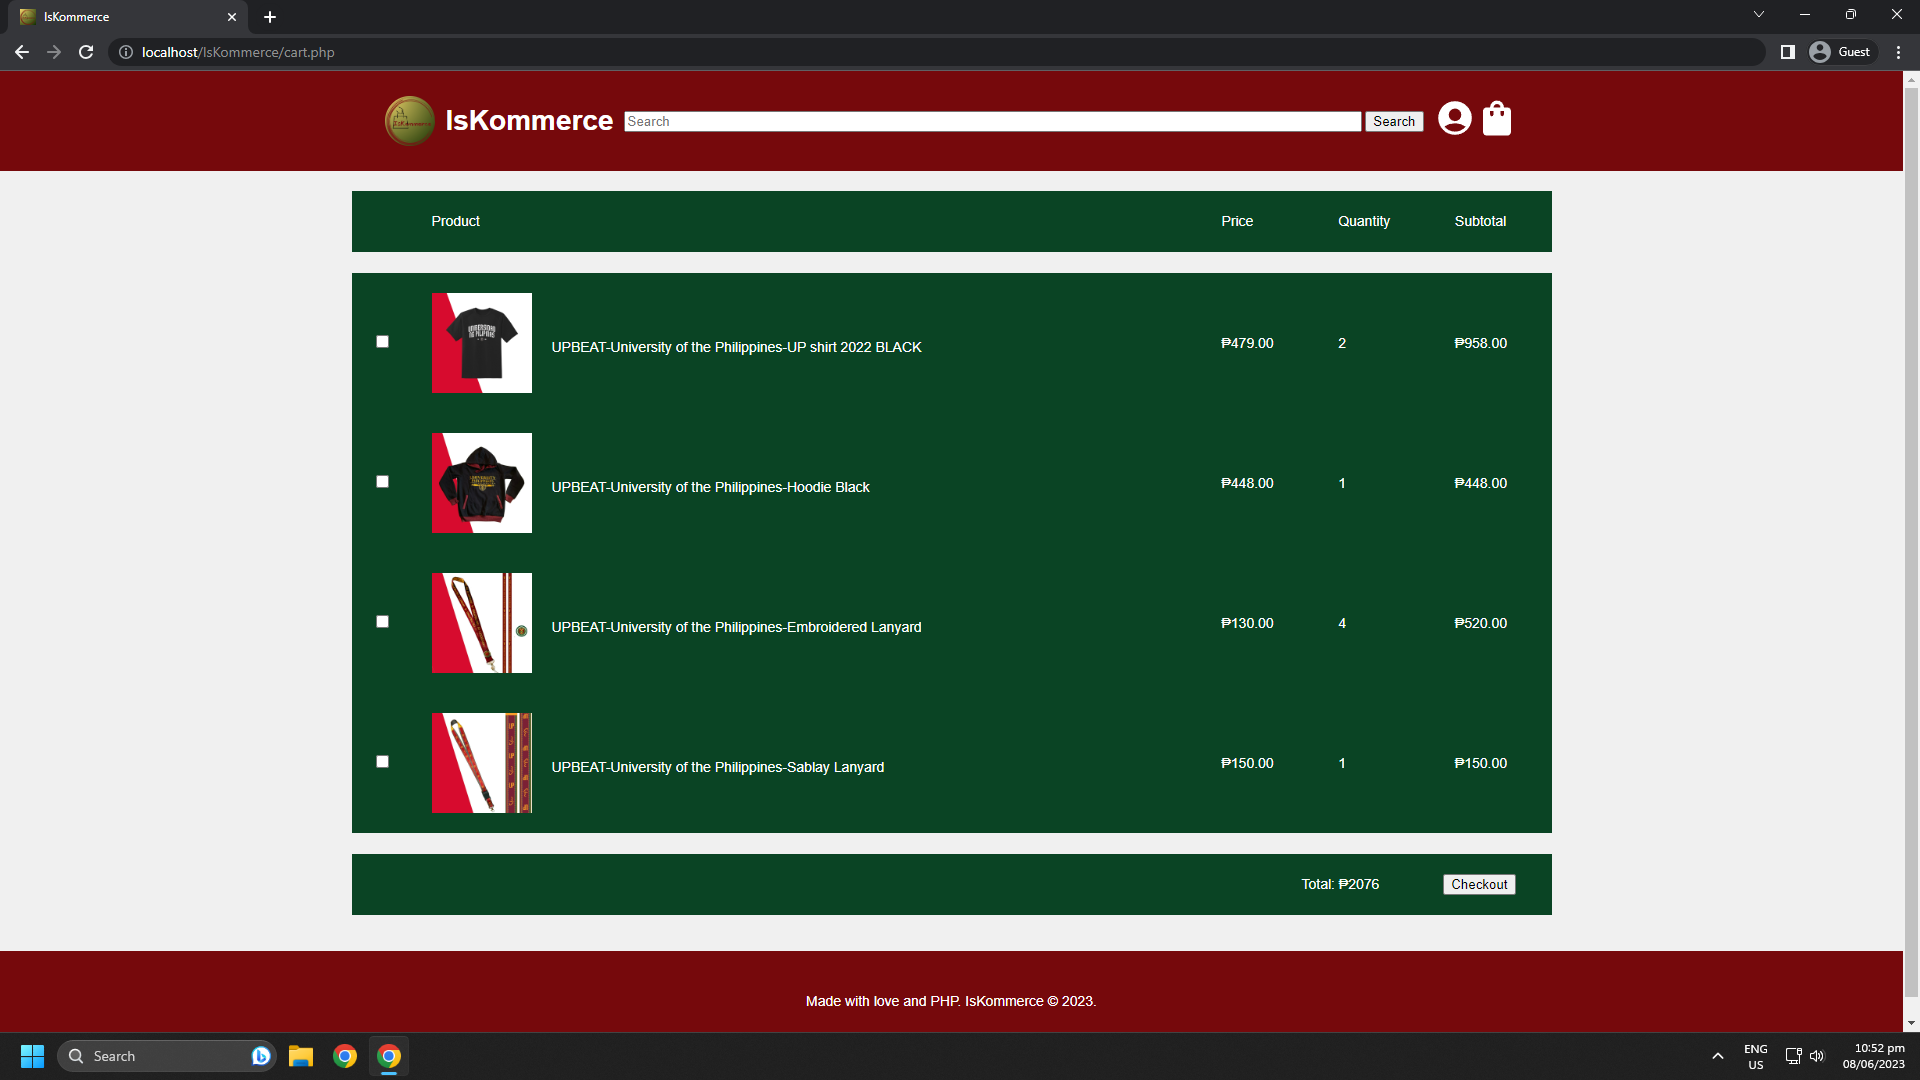 IsKommerce
localhost/IsKommerce/cart.php
Guest
IsKommerce
Search
Search
Product
Price
Quantity
Subtotal
UPBEAT-University of the Philippines-UP shirt 2022 BLACK
₱479.00
2
₱958.00
UPBEAT-University of the Philippines-Hoodie Black
₱448.00
1
₱448.00
UPBEAT-University of the Philippines-Embroidered Lanyard
₱130.00
4
₱520.00
UPBEAT-University of the Philippines-Sablay Lanyard
₱150.00
1
₱150.00
Total: ₱2076
Checkout
Made with love and PHP. IsKommerce © 2023.
Search
ENG
US
10:52 pm
08/06/2023